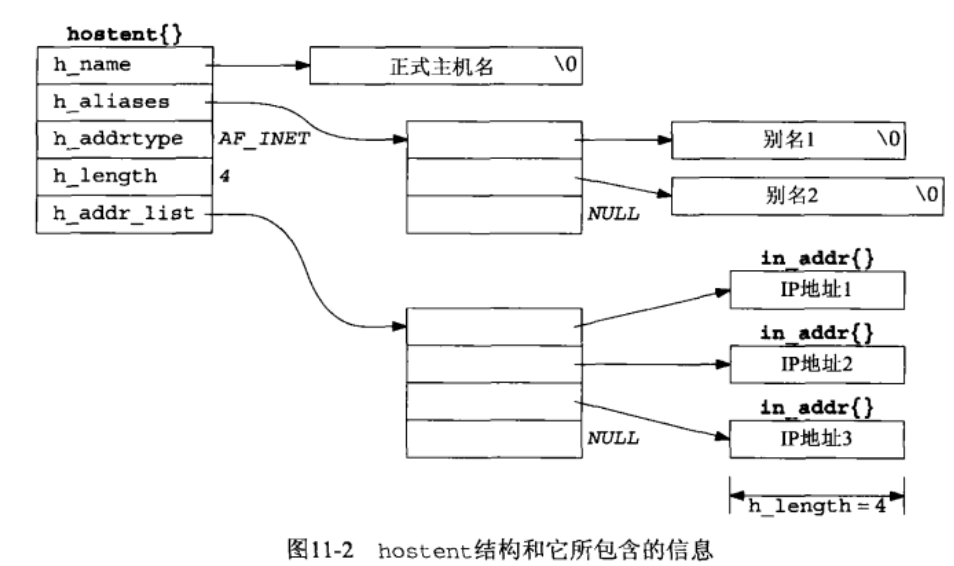 hostent{}
h_name
正式主机名 \0
h_aliases
h_addrtype AF_INET
别名1 \0
h_length 4
别名2 \0
h_addr_list
NULL
in_addr{}
IP地址1
in_addr{}
IP地址2
in_addr{}
NULL
IP地址3
h_length = 4
图11-2 hostent结构和它所包含的信息